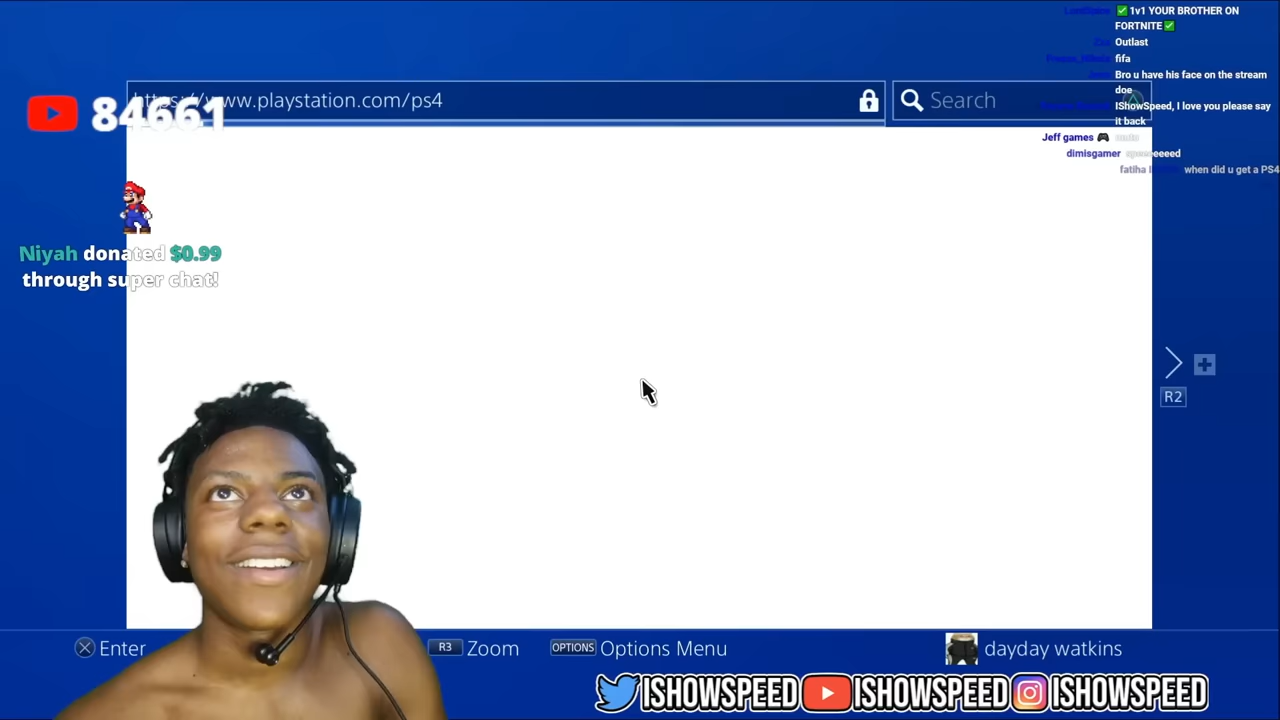 ✅ 1v1 YOUR BROTHER ON
FORTNITE ✅
Outlast
fifa
Bro u have his face on the stream
doe
IShowSpeed, I love you please say
it back
Jeff games 🎮
dimisgamer speeeeeeed
fatiha when did u get a PS4
https://www.playstation.com/ps4
Search
84661
Niyah donated $0.99
through super chat!
R2
Enter
R3 Zoom
OPTIONS Options Menu
dayday watkins
ISHOWSPEED ISHOWSPEED ISHOWSPEED